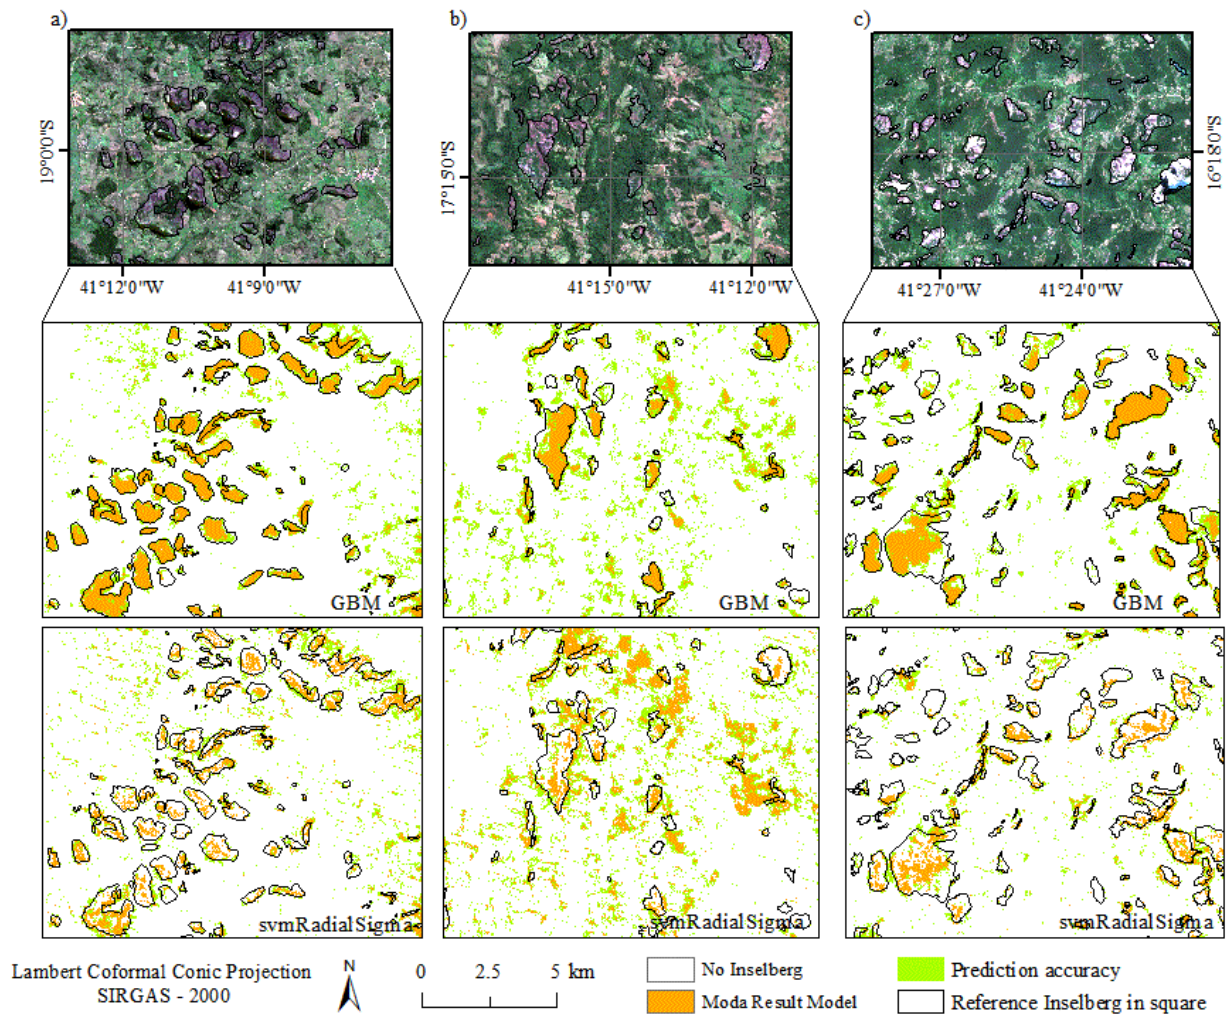 a)
b)
c)
19°0'0"S
17°15'0"S
16°18'0"S
41°12'0"W
41°9'0"W
41°15'0"W
41°12'0"W
41°27'0"W
41°24'0"W
GBM
GBM
GBM
svmRadialSigma
svmRadialSigma
svmRadialSigma
Lambert Coformal Conic Projection
SIRGAS - 2000
N
0 2.5 5 km
No Inselberg
Moda Result Model
Prediction accuracy
Reference Inselberg in square